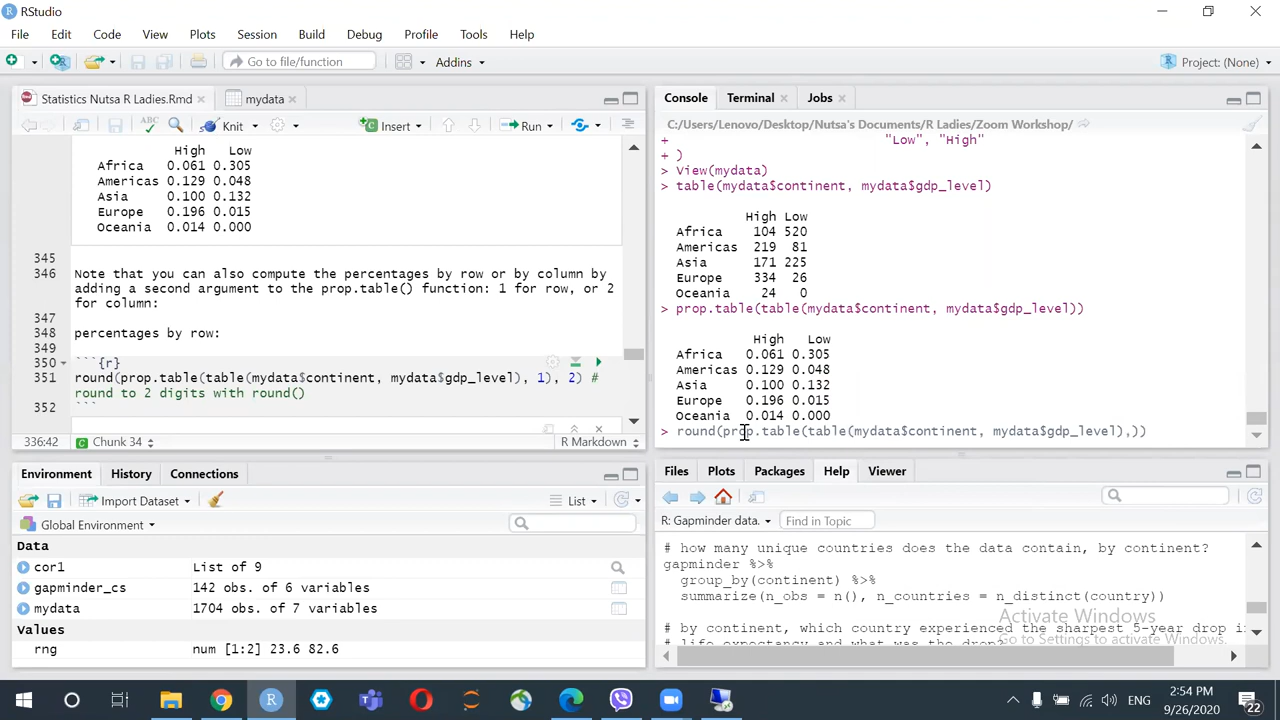 RStudio
File Edit Code View Plots Session Build Debug Profile Tools Help
Go to file/function Addins Project: (None)
Statistics Nutsa R Ladies.Rmd mydata
ABC Knit Insert Run
High Low
Africa 0.061 0.305
Americas 0.129 0.048
Asia 0.100 0.132
Europe 0.196 0.015
Oceania 0.014 0.000
345
346 Note that you can also compute the percentages by row or by column by
adding a second argument to the prop.table() function: 1 for row, or 2
for column:
347
348 percentages by row:
349
350 ```{r}
351 round(prop.table(table(mydata$continent, mydata$gdp_level), 1), 2) #
round to 2 digits with round()
352 ```
336:42 Chunk 34 R Markdown
Console Terminal Jobs
C:/Users/Lenovo/Desktop/Nutsa's Documents/R Ladies/Zoom Workshop/
+ "Low", "High"
+ )
> View(mydata)
> table(mydata$continent, mydata$gdp_level)
High Low
Africa 104 520
Americas 219 81
Asia 171 225
Europe 334 26
Oceania 24 0
> prop.table(table(mydata$continent, mydata$gdp_level))
High Low
Africa 0.061 0.305
Americas 0.129 0.048
Asia 0.100 0.132
Europe 0.196 0.015
Oceania 0.014 0.000
> round(prop.table(table(mydata$continent, mydata$gdp_level),))
Environment History Connections
Import Dataset List
Global Environment
Data
cor1 List of 9
gapminder_cs 142 obs. of 6 variables
mydata 1704 obs. of 7 variables
Values
rng num [1:2] 23.6 82.6
Files Plots Packages Help Viewer
R: Gapminder data. Find in Topic
# how many unique countries does the data contain, by continent?
gapminder %>%
group_by(continent) %>%
summarize(n_obs = n(), n_countries = n_distinct(country))
# by continent, which country experienced the sharpest 5-year drop i
# life expectancy and what was the drop?
Activate Windows
Go to Settings to activate Windows.
ENG
2:54 PM
9/26/2020
22